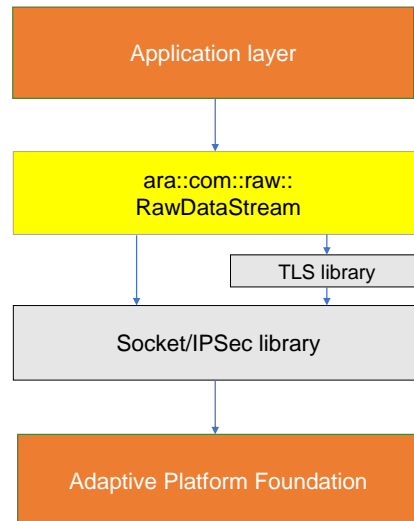 Application layer
ara::com::raw::
RawDataStream
TLS library
Socket/IPSec library
Adaptive Platform Foundation